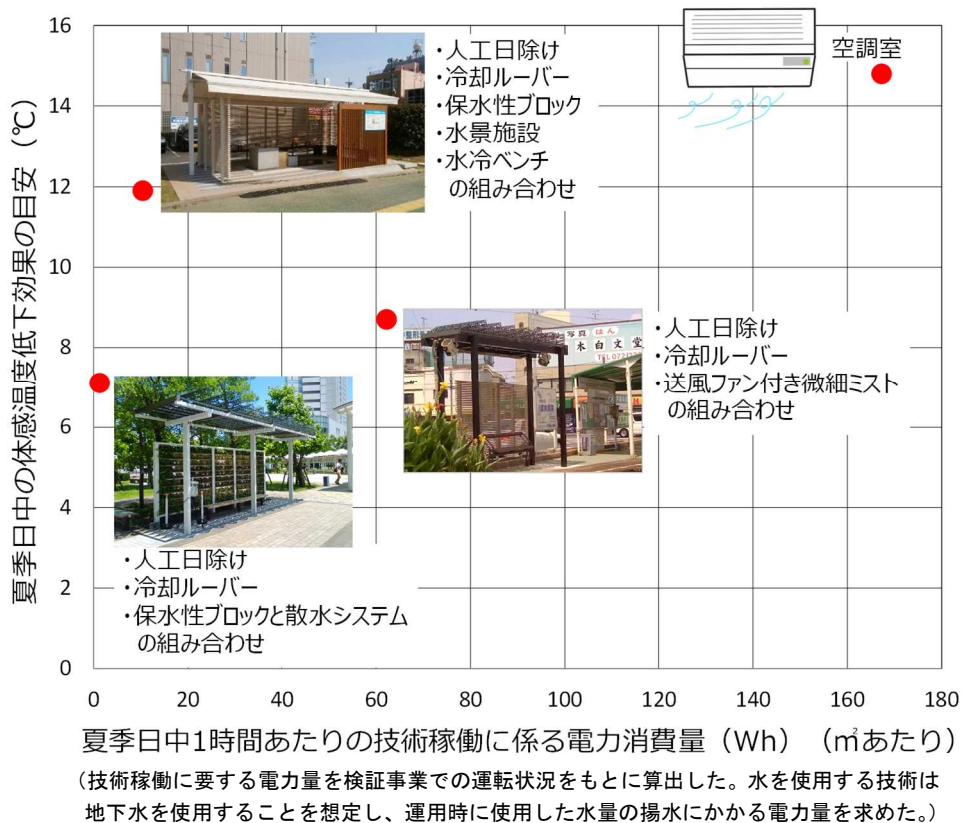 夏季日中の体感温度低下効果の目安（℃）
16
14
12
10
8
6
4
2
0
・人工日除け
・冷却ルーバー
・保水性ブロック
・水景施設
・水冷ベンチ
の組み合わせ
空調室
・人工日除け
・冷却ルーバー
・送風ファン付き微細ミスト
の組み合わせ
写真 はん
木白文堂
・人工日除け
・冷却ルーバー
・保水性ブロックと散水システム
の組み合わせ
0 20 40 60 80 100 120 140 160 180
夏季日中1時間あたりの技術稼働に係る電力消費量（Wh）（㎡あたり）
（技術稼働に要する電力量を検証事業での運転状況をもとに算出した。水を使用する技術は
地下水を使用することを想定し、運用時に使用した水量の揚水にかかる電力量を求めた。）